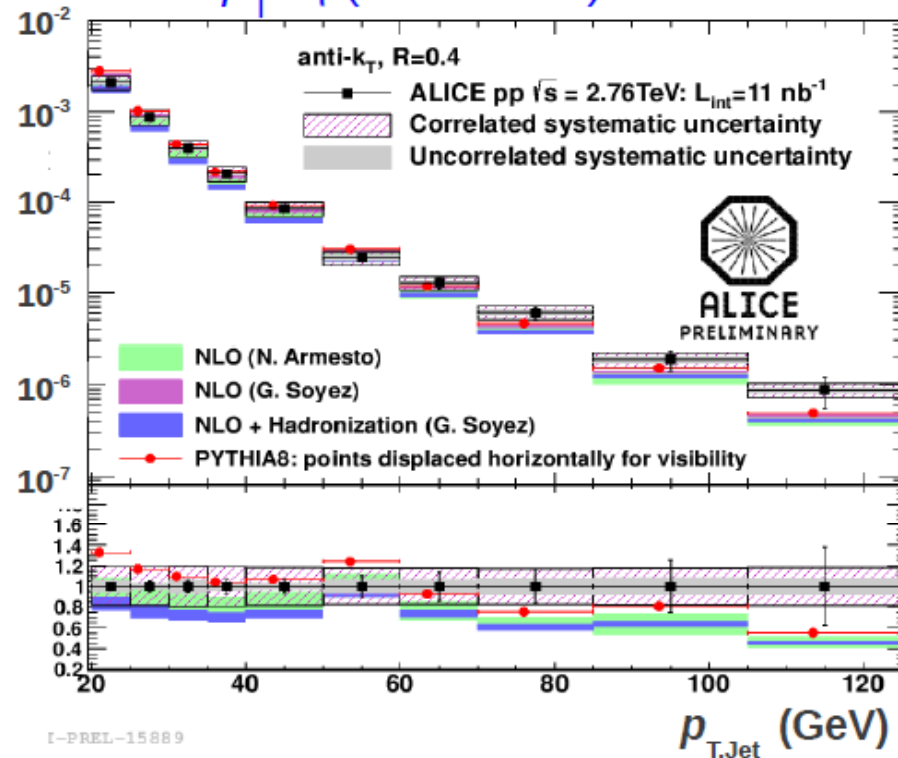 10⁻²
anti-k_T, R=0.4
ALICE pp √s = 2.76TeV: L_int=11 nb⁻¹
Correlated systematic uncertainty
Uncorrelated systematic uncertainty
10⁻³
10⁻⁴
10⁻⁵
ALICE
PRELIMINARY
NLO (N. Armesto)
10⁻⁶
NLO (G. Soyez)
NLO + Hadronization (G. Soyez)
PYTHIA8: points displaced horizontally for visibility
10⁻⁷
1.6
1.4
1.2
1
0.8
0.6
0.4
0.2
20 40 60 80 100 120
p_T,Jet (GeV)
I-PREL-15889